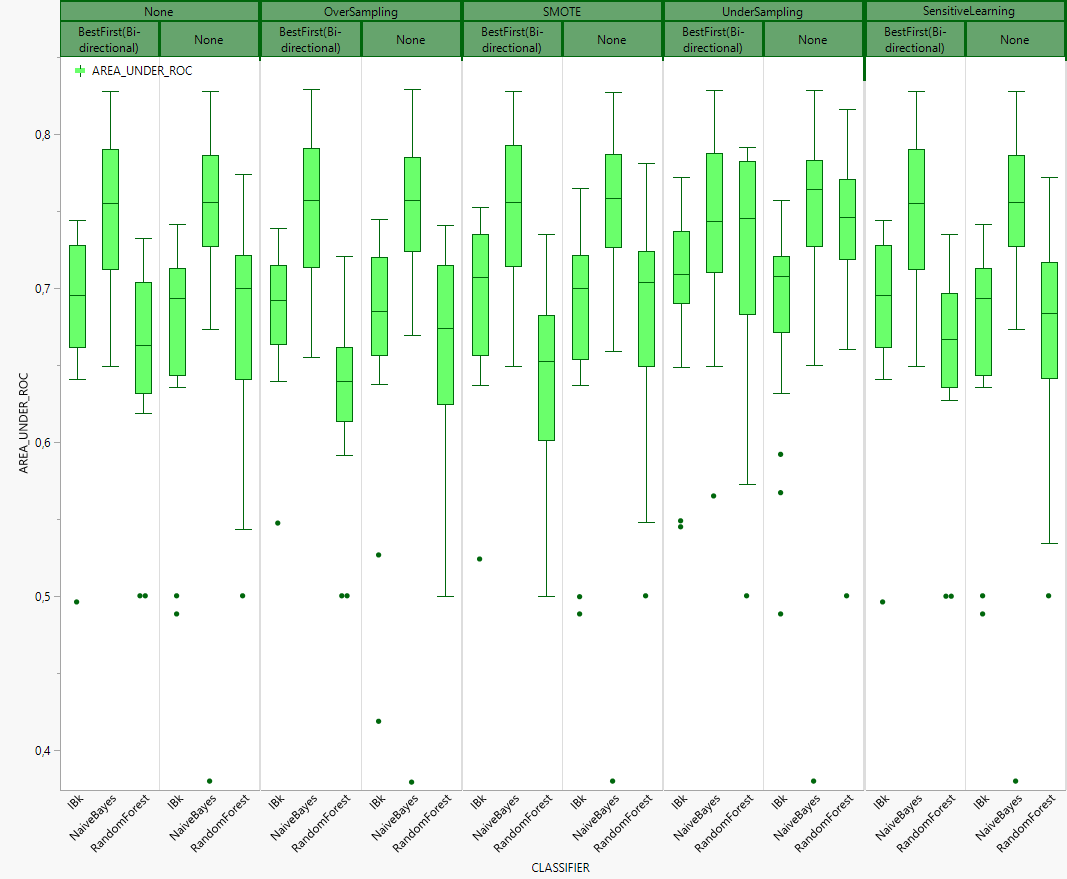 None
OverSampling
SMOTE
UnderSampling
SensitiveLearning
BestFirst(Bi-
directional)
None
BestFirst(Bi-
directional)
None
BestFirst(Bi-
directional)
None
BestFirst(Bi-
directional)
None
BestFirst(Bi-
directional)
None
AREA_UNDER_ROC
0,8
0,7
0,6
0,5
0,4
AREA_UNDER_ROC
IBk
NaiveBayes
RandomForest
IBk
NaiveBayes
RandomForest
IBk
NaiveBayes
RandomForest
IBk
NaiveBayes
RandomForest
IBk
NaiveBayes
RandomForest
IBk
NaiveBayes
RandomForest
IBk
NaiveBayes
RandomForest
IBk
NaiveBayes
RandomForest
IBk
NaiveBayes
RandomForest
IBk
NaiveBayes
RandomForest
CLASSIFIER